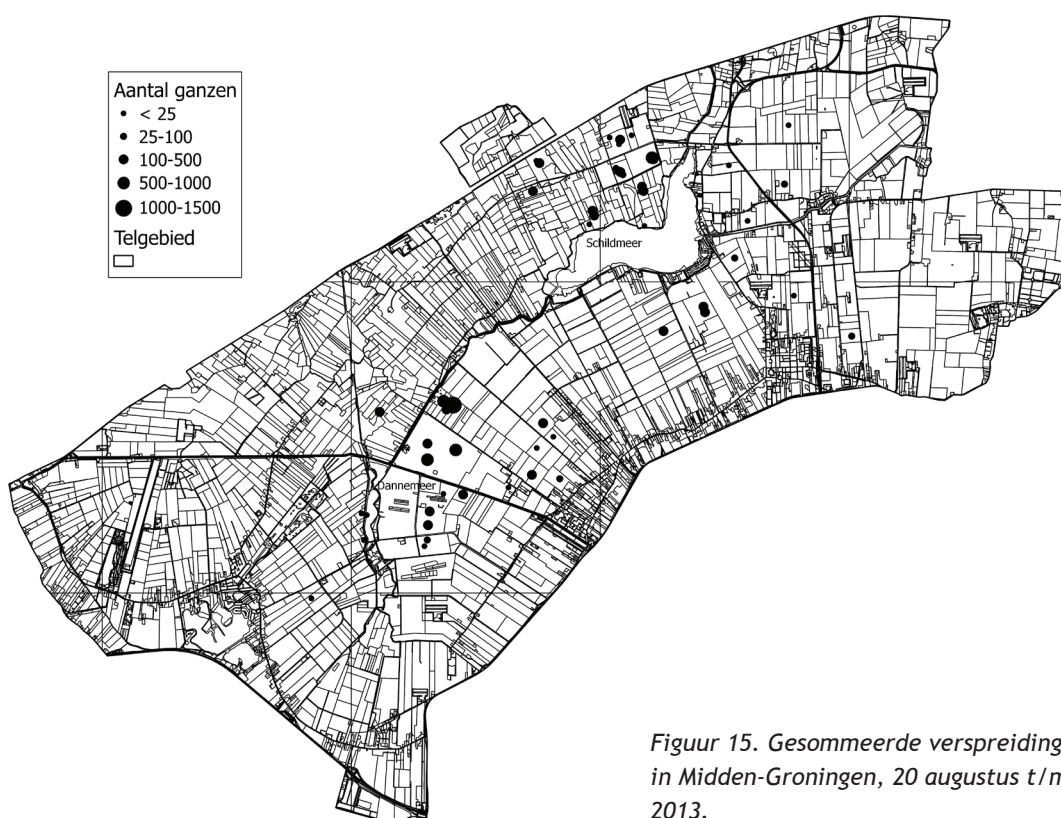 Aantal ganzen
< 25
25-100
100-500
500-1000
1000-1500
Telgebied
Schildmeer
Dannemeer
Figuur 15. Gesommeerde verspreiding
in Midden-Groningen, 20 augustus t/m
2013.